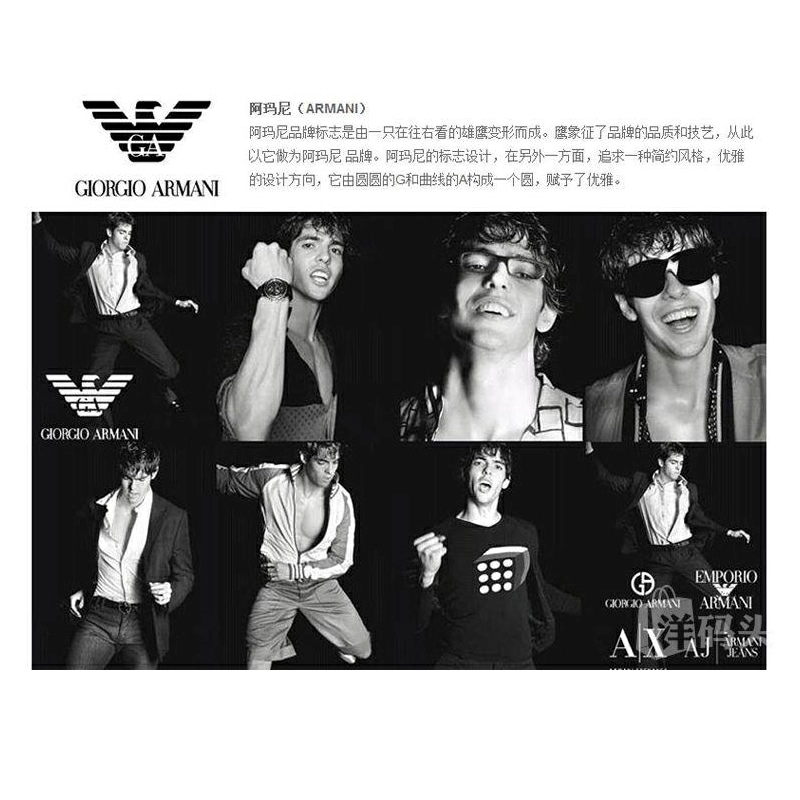 GA
GIORGIO ARMANI
阿玛尼（ARMANI）
阿玛尼品牌标志是由一只在往右看的雄鹰变形而成。鹰象征了品牌的品质和技艺，从此
以它做为阿玛尼 品牌。阿玛尼的标志设计，在另外一方面，追求一种简约风格，优雅
的设计方向，它由圆圆的G和曲线的A构成一个圆，赋予了优雅。
GA
GIORGIO ARMANI
GA
GIORGIO ARMANI
EMPORIO
ARMANI
A|X
AJ
ARMANI
JEANS
洋码头